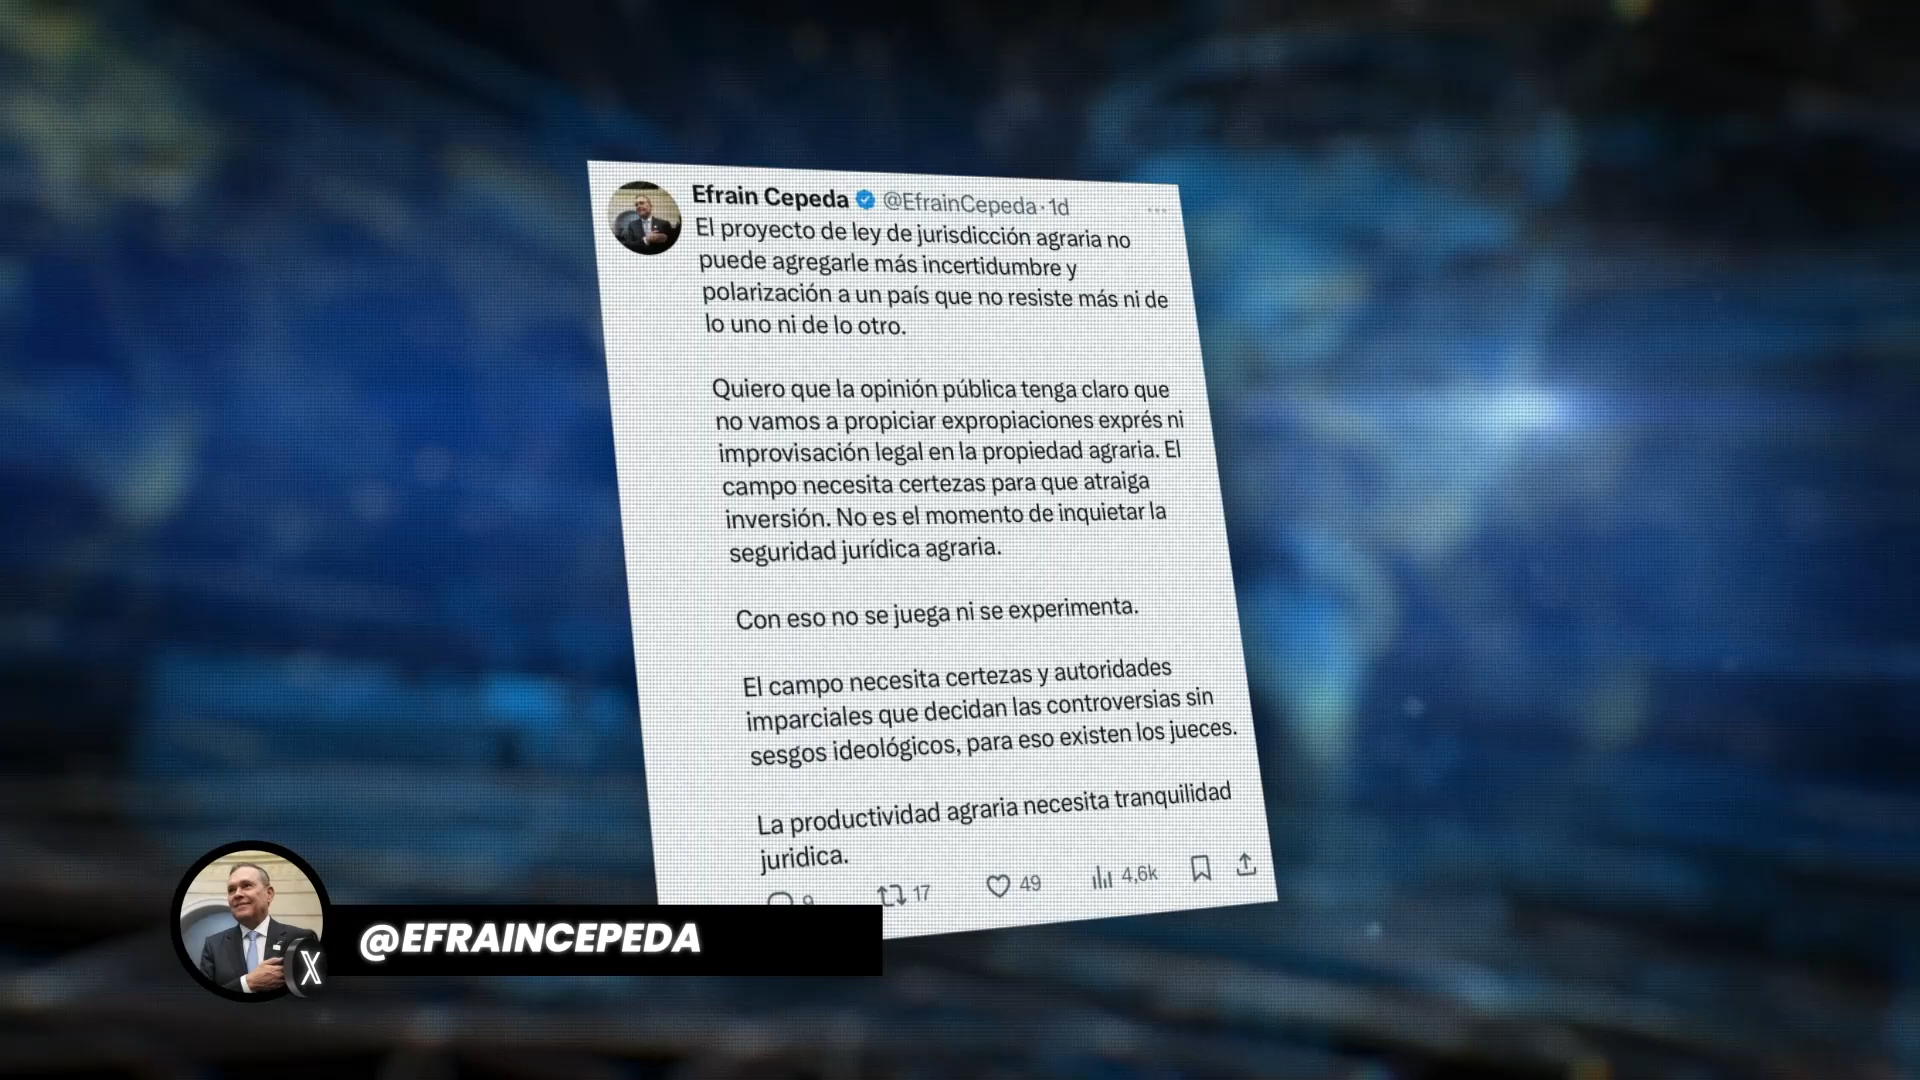 Efrain Cepeda @EfrainCepeda · 1d
El proyecto de ley de jurisdicción agraria no
puede agregarle más incertidumbre y
polarización a un país que no resiste más ni de
lo uno ni de lo otro.
Quiero que la opinión pública tenga claro que
no vamos a propiciar expropiaciones exprés ni
improvisación legal en la propiedad agraria. El
campo necesita certezas para que atraiga
inversión. No es el momento de inquietar la
seguridad jurídica agraria.
Con eso no se juega ni se experimenta.
El campo necesita certezas y autoridades
imparciales que decidan las controversias sin
sesgos ideológicos, para eso existen los jueces.
La productividad agraria necesita tranquilidad
juridica.
17 49 4,6k
@EFRAINCEPEDA